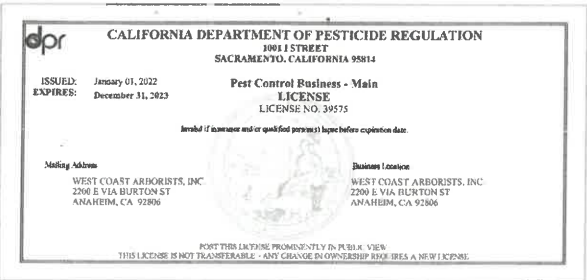 dpr
CALIFORNIA DEPARTMENT OF PESTICIDE REGULATION
1001 I STREET
SACRAMENTO, CALIFORNIA 95814
ISSUED: January 01, 2022
EXPIRES: December 31, 2023
Pest Control Business - Main
LICENSE
LICENSE NO. 39575
Invalid if insurance and/or qualified person(s) lapse before expiration date.
Mailing Address
WEST COAST ARBORISTS, INC.
2200 E VIA BURTON ST
ANAHEIM, CA 92806
Business Location
WEST COAST ARBORISTS, INC.
2200 E VIA BURTON ST
ANAHEIM, CA 92806
POST THIS LICENSE PROMINENTLY IN PUBLIC VIEW
THIS LICENSE IS NOT TRANSFERABLE - ANY CHANGE IN OWNERSHIP REQUIRES A NEW LICENSE